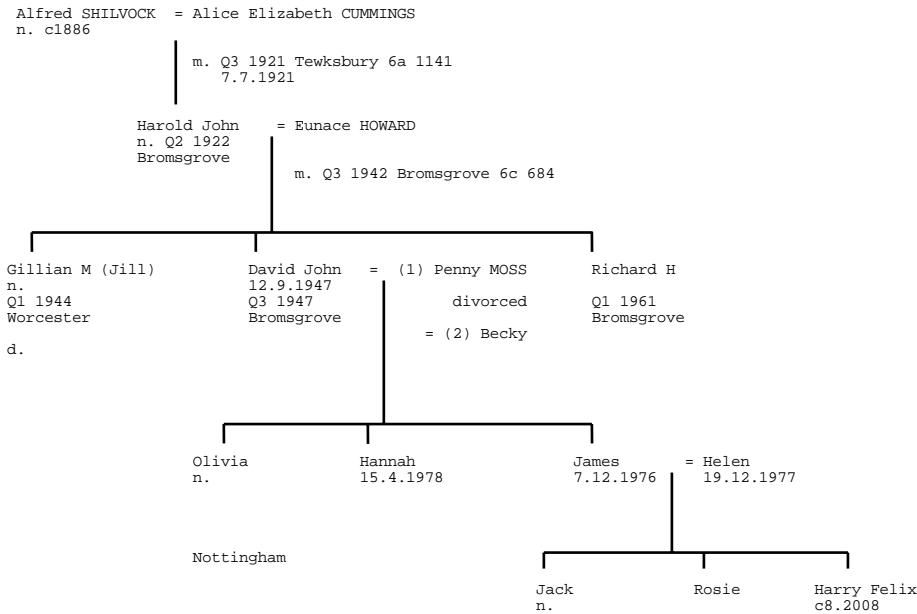 Alfred SHILVOCK = Alice Elizabeth CUMMINGS
n. c1886
m. Q3 1921 Tewksbury 6a 1141
7.7.1921
Harold John = Eunace HOWARD
n. Q2 1922
Bromsgrove
m. Q3 1942 Bromsgrove 6c 684
Gillian M (Jill) David John = (1) Penny MOSS Richard H
n. 12.9.1947
Q1 1944 Q3 1947 divorced Q1 1961
Worcester Bromsgrove Bromsgrove
= (2) Becky
d.
Olivia Hannah James = Helen
n. 15.4.1978 7.12.1976 19.12.1977
Nottingham
Jack Rosie Harry Felix
n. c8.2008